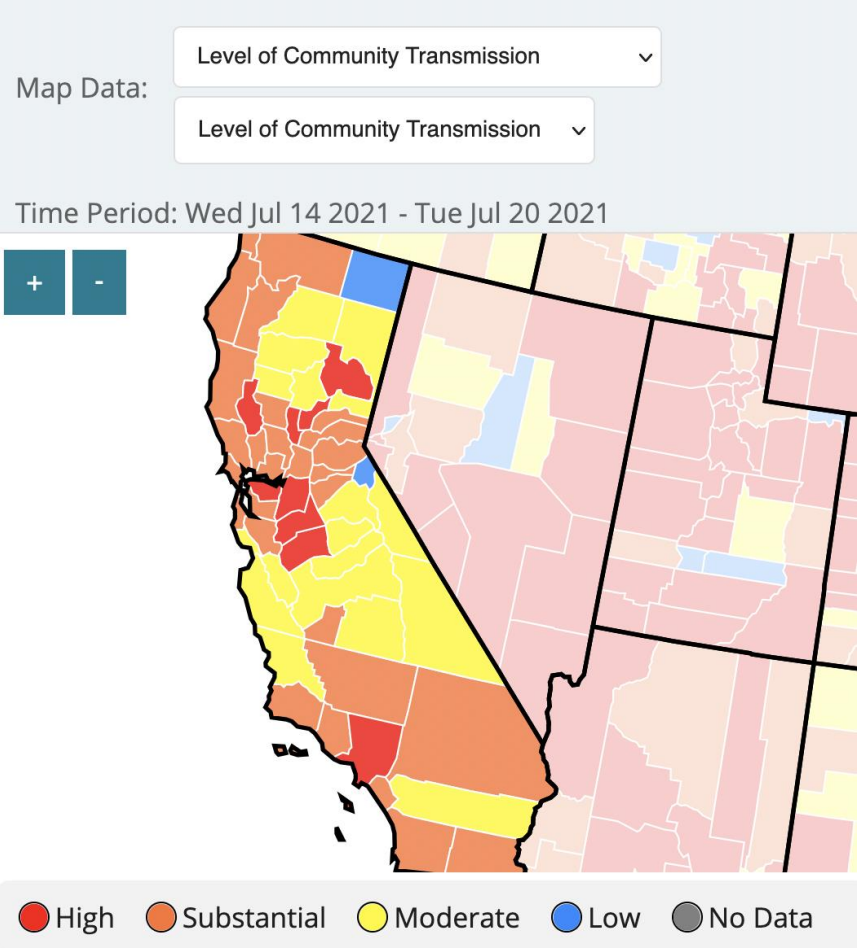 Level of Community Transmission
Map Data:
Level of Community Transmission
Time Period: Wed Jul 14 2021 - Tue Jul 20 2021
+ -
High Substantial Moderate Low No Data